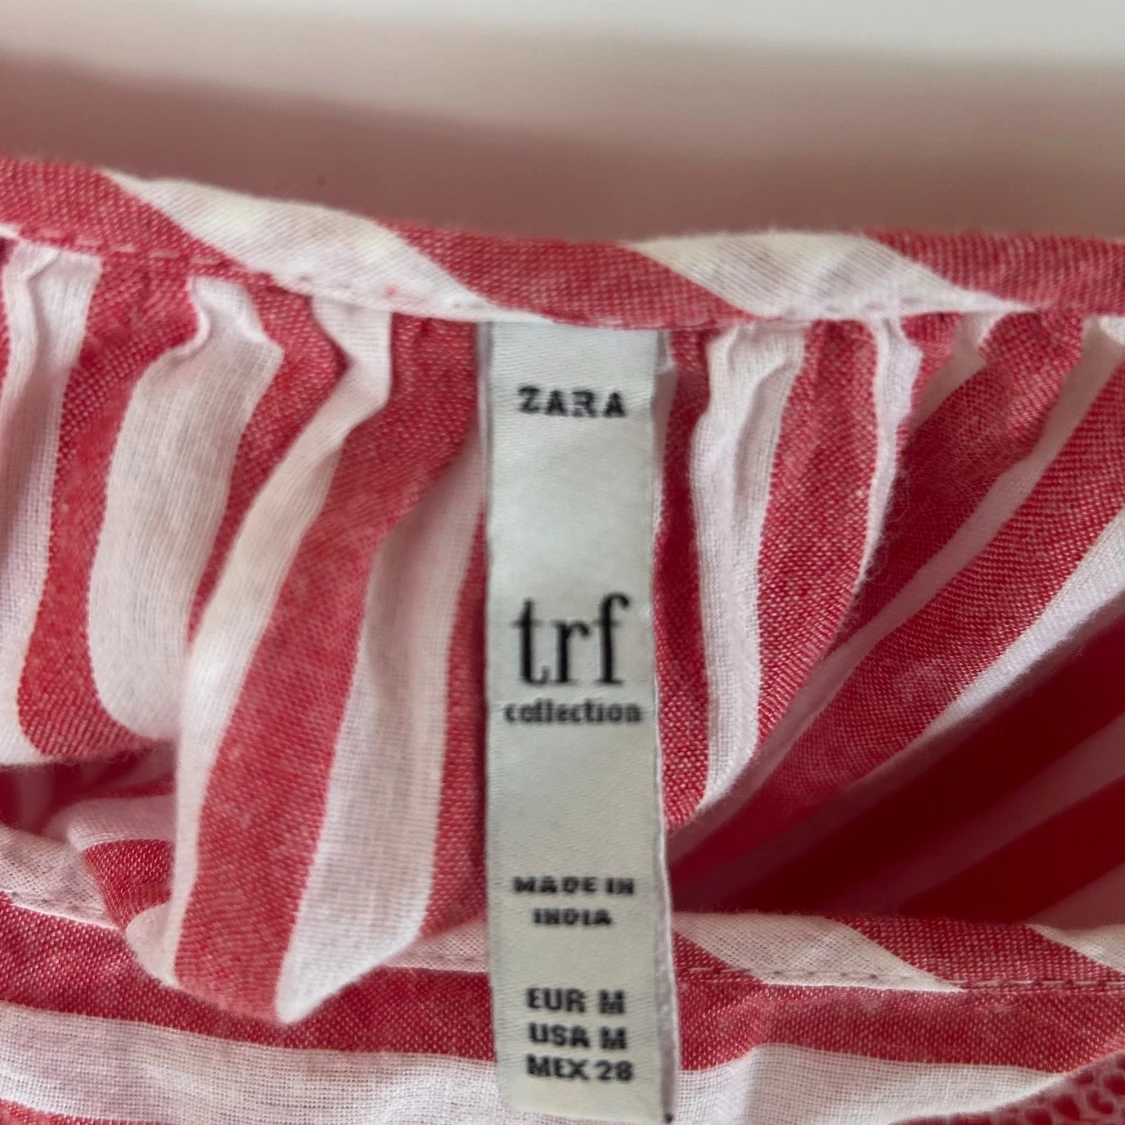 ZARA
trf
collection
MADE IN
INDIA
EUR M
USA M
MEX 28